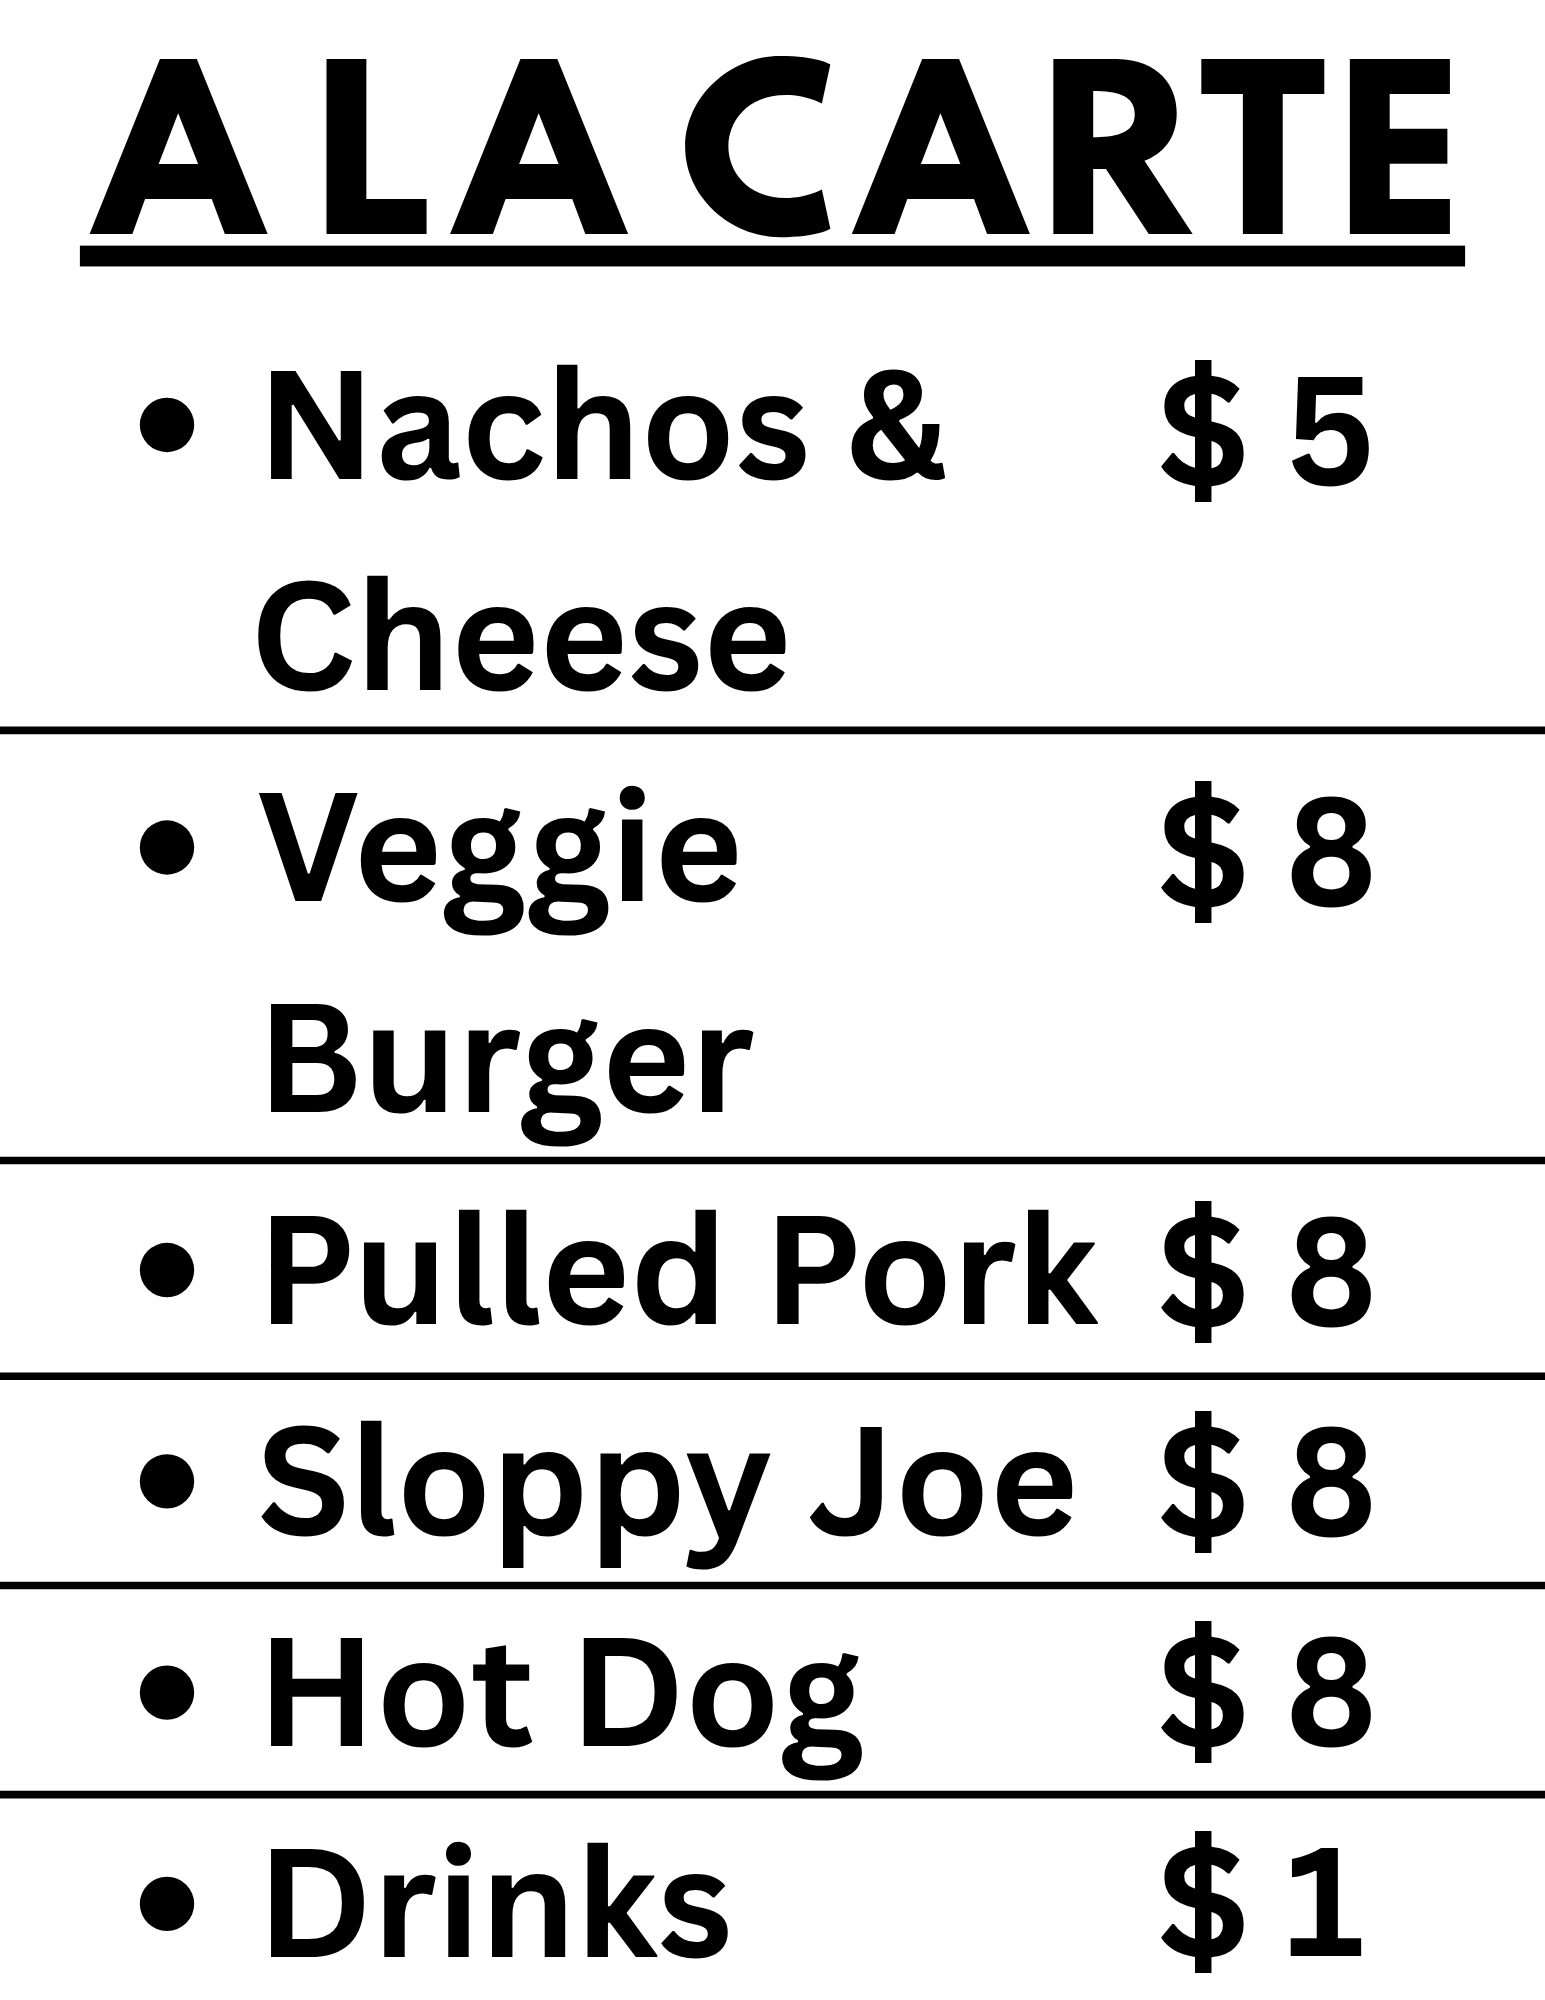 A LA CARTE
• Nachos & $ 5
Cheese
• Veggie $ 8
Burger
• Pulled Pork $ 8
• Sloppy Joe $ 8
• Hot Dog $ 8
• Drinks $ 1